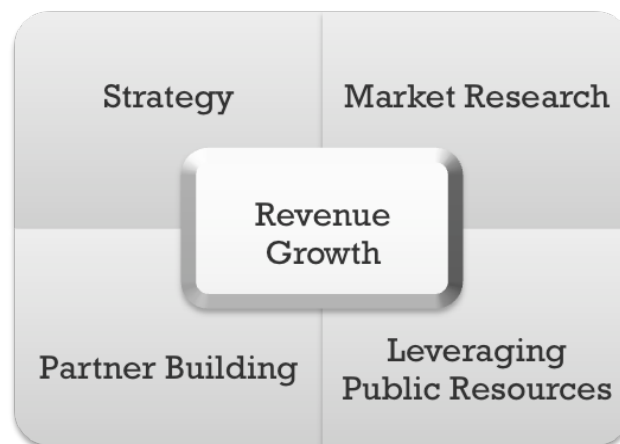 Strategy
Market Research
Revenue
Growth
Partner Building
Leveraging
Public Resources